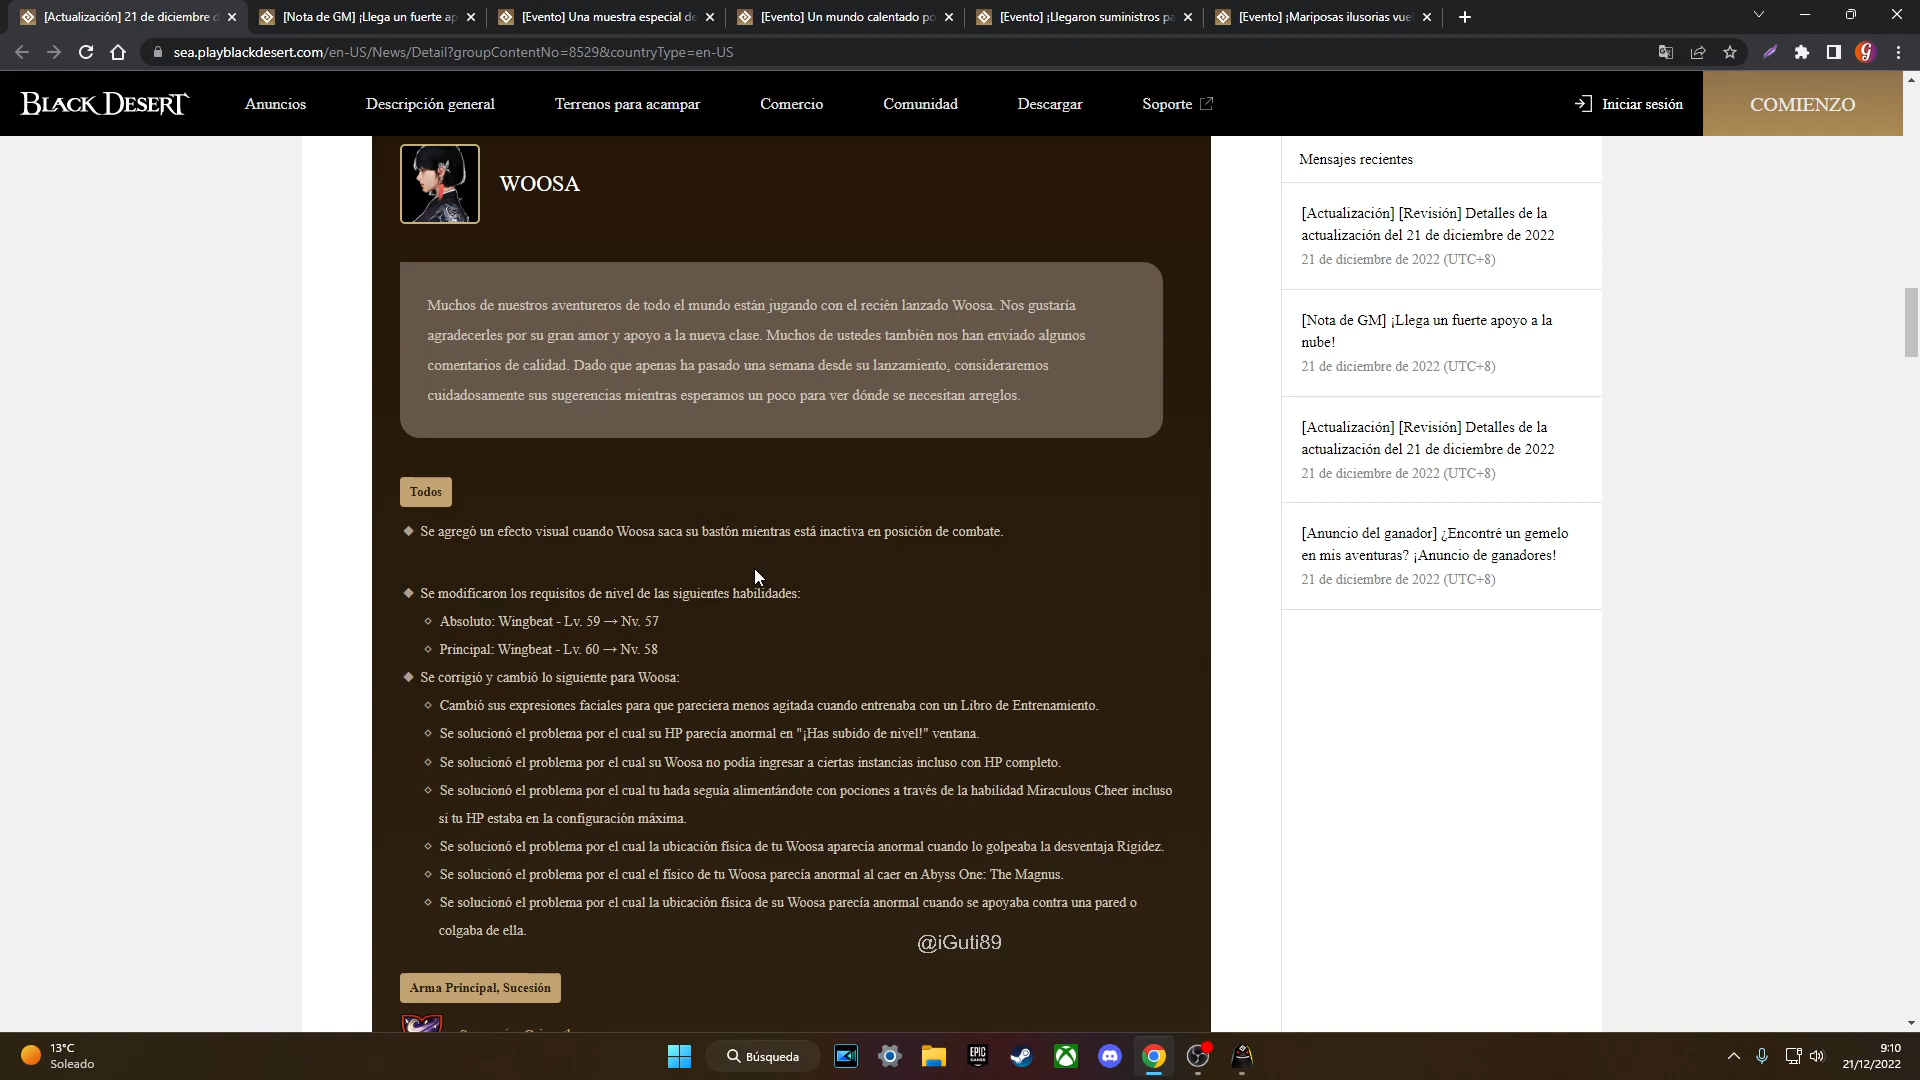 [Actualización] 21 de diciembre d
[Nota de GM] ¡Llega un fuerte ap
[Evento] Una muestra especial de
[Evento] Un mundo calentado po
[Evento] ¡Llegaron suministros pa
[Evento] ¡Mariposas ilusorias vue
sea.playblackdesert.com/en-US/News/Detail?groupContentNo=8529&countryType=en-US
BLACK DESERT
Anuncios
Descripción general
Terrenos para acampar
Comercio
Comunidad
Descargar
Soporte
Iniciar sesión
COMIENZO
WOOSA
Muchos de nuestros aventureros de todo el mundo están jugando con el recién lanzado Woosa. Nos gustaría
agradecerles por su gran amor y apoyo a la nueva clase. Muchos de ustedes también nos han enviado algunos
comentarios de calidad. Dado que apenas ha pasado una semana desde su lanzamiento, consideraremos
cuidadosamente sus sugerencias mientras esperamos un poco para ver dónde se necesitan arreglos.
Todos
Se agregó un efecto visual cuando Woosa saca su bastón mientras está inactiva en posición de combate.
Se modificaron los requisitos de nivel de las siguientes habilidades:
Absoluto: Wingbeat - Lv. 59 → Nv. 57
Principal: Wingbeat - Lv. 60 → Nv. 58
Se corrigió y cambió lo siguiente para Woosa:
Cambió sus expresiones faciales para que pareciera menos agitada cuando entrenaba con un Libro de Entrenamiento.
Se solucionó el problema por el cual su HP parecía anormal en "¡Has subido de nivel!" ventana.
Se solucionó el problema por el cual su Woosa no podía ingresar a ciertas instancias incluso con HP completo.
Se solucionó el problema por el cual tu hada seguía alimentándote con pociones a través de la habilidad Miraculous Cheer incluso
si tu HP estaba en la configuración máxima.
Se solucionó el problema por el cual la ubicación física de tu Woosa aparecía anormal cuando lo golpeaba la desventaja Rigidez.
Se solucionó el problema por el cual el físico de tu Woosa parecía anormal al caer en Abyss One: The Magnus.
Se solucionó el problema por el cual la ubicación física de su Woosa parecía anormal cuando se apoyaba contra una pared o
colgaba de ella.
@iGuti89
Arma Principal, Sucesión
Mensajes recientes
[Actualización] [Revisión] Detalles de la
actualización del 21 de diciembre de 2022
21 de diciembre de 2022 (UTC+8)
[Nota de GM] ¡Llega un fuerte apoyo a la
nube!
21 de diciembre de 2022 (UTC+8)
[Actualización] [Revisión] Detalles de la
actualización del 21 de diciembre de 2022
21 de diciembre de 2022 (UTC+8)
[Anuncio del ganador] ¿Encontré un gemelo
en mis aventuras? ¡Anuncio de ganadores!
21 de diciembre de 2022 (UTC+8)
13°C
Soleado
Búsqueda
EPIC
GAMES
9:10
21/12/2022